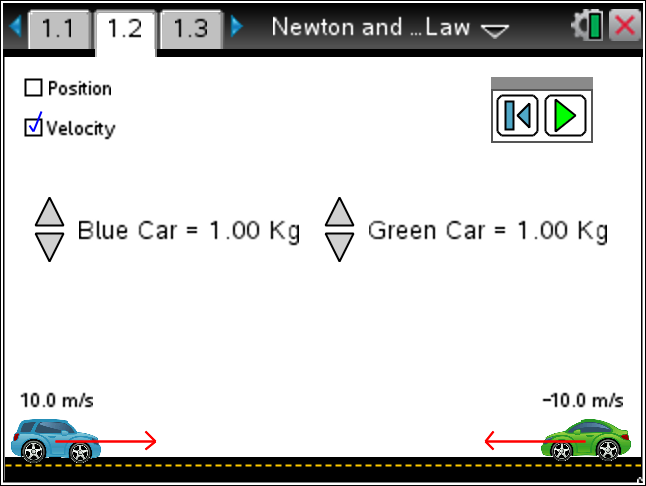 1.1 1.2 1.3 Newton and ...Law
Position
Velocity
Blue Car = 1.00 Kg Green Car = 1.00 Kg
10.0 m/s -10.0 m/s